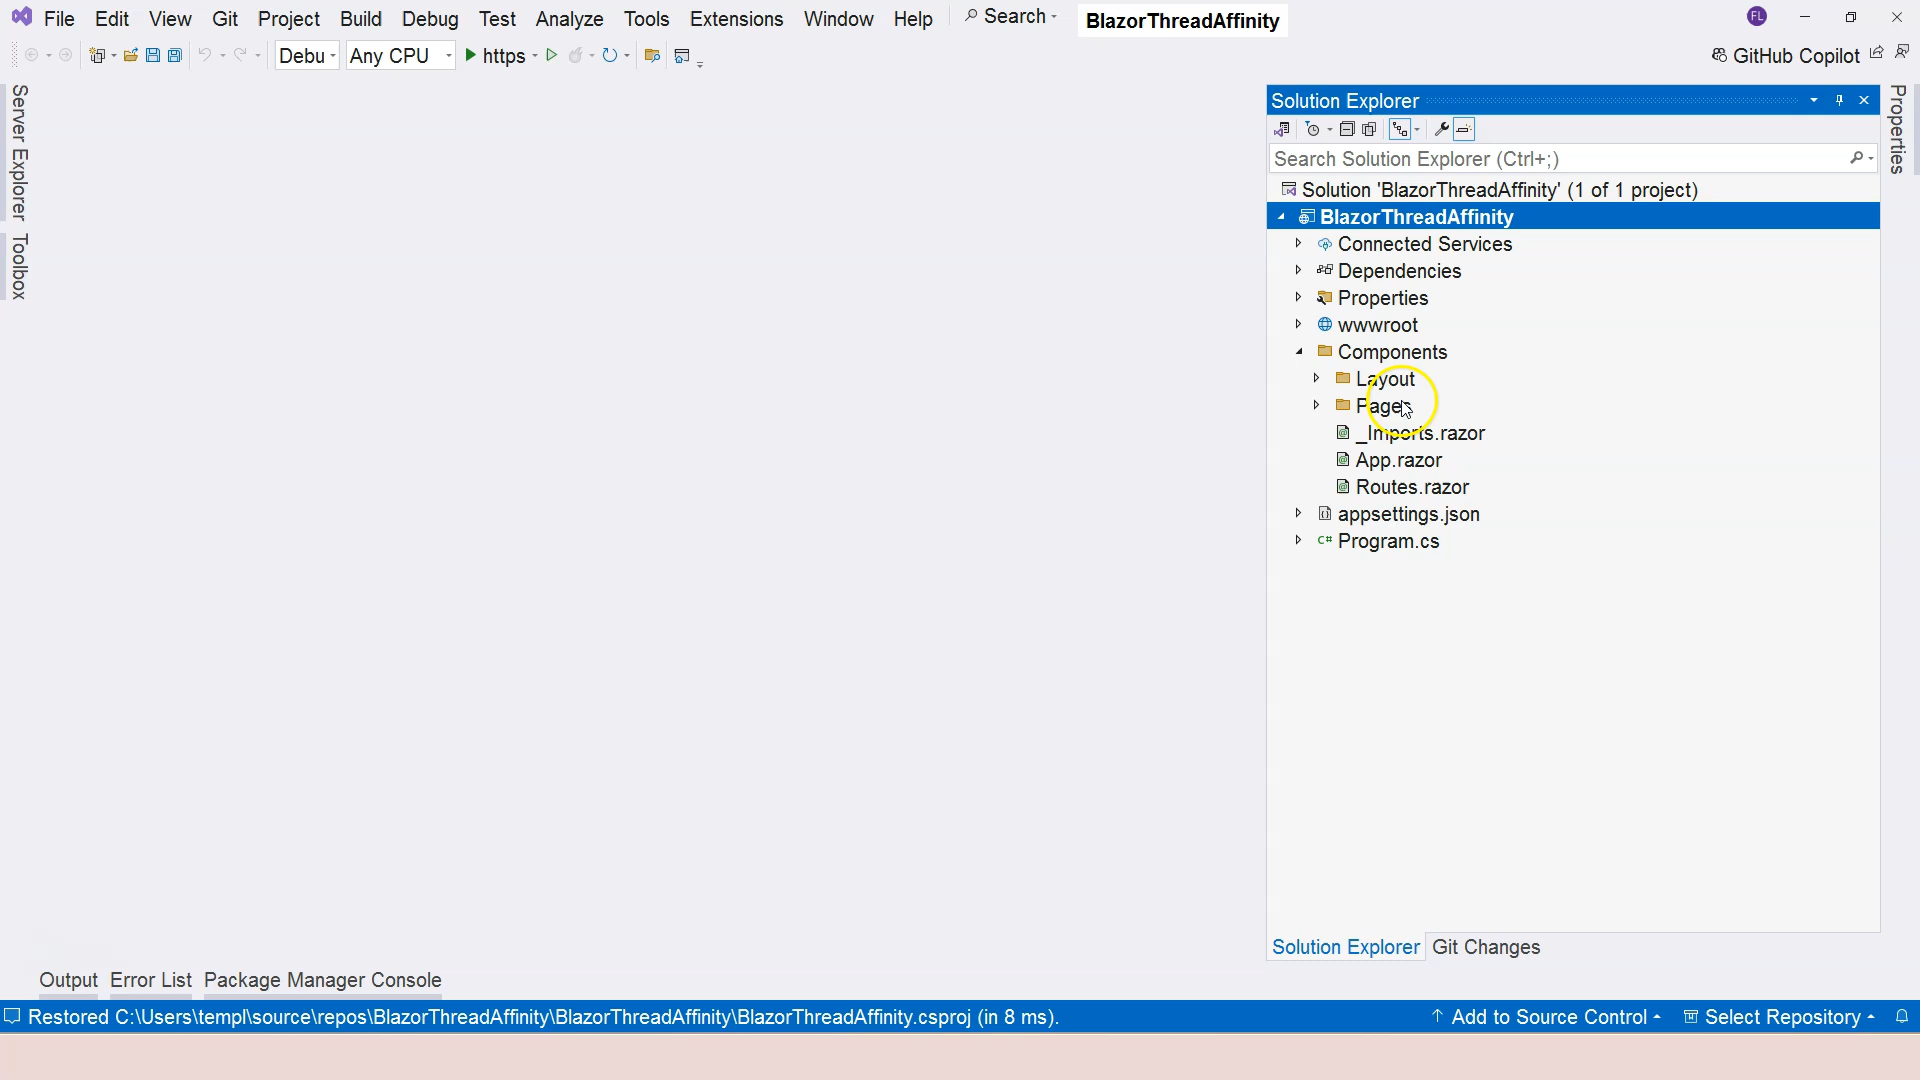 File Edit View Git Project Build Debug Test Analyze Tools Extensions Window Help Search BlazorThreadAffinity FL
Debu Any CPU https GitHub Copilot
Server Explorer
Toolbox
Solution Explorer
Search Solution Explorer (Ctrl+;)
Solution 'BlazorThreadAffinity' (1 of 1 project)
BlazorThreadAffinity
Connected Services
Dependencies
Properties
wwwroot
Components
Layout
Pages
_Imports.razor
App.razor
Routes.razor
appsettings.json
C# Program.cs
Solution Explorer Git Changes
Properties
Output Error List Package Manager Console
Restored C:\Users\templ\source\repos\BlazorThreadAffinity\BlazorThreadAffinity\BlazorThreadAffinity.csproj (in 8 ms). Add to Source Control Select Repository